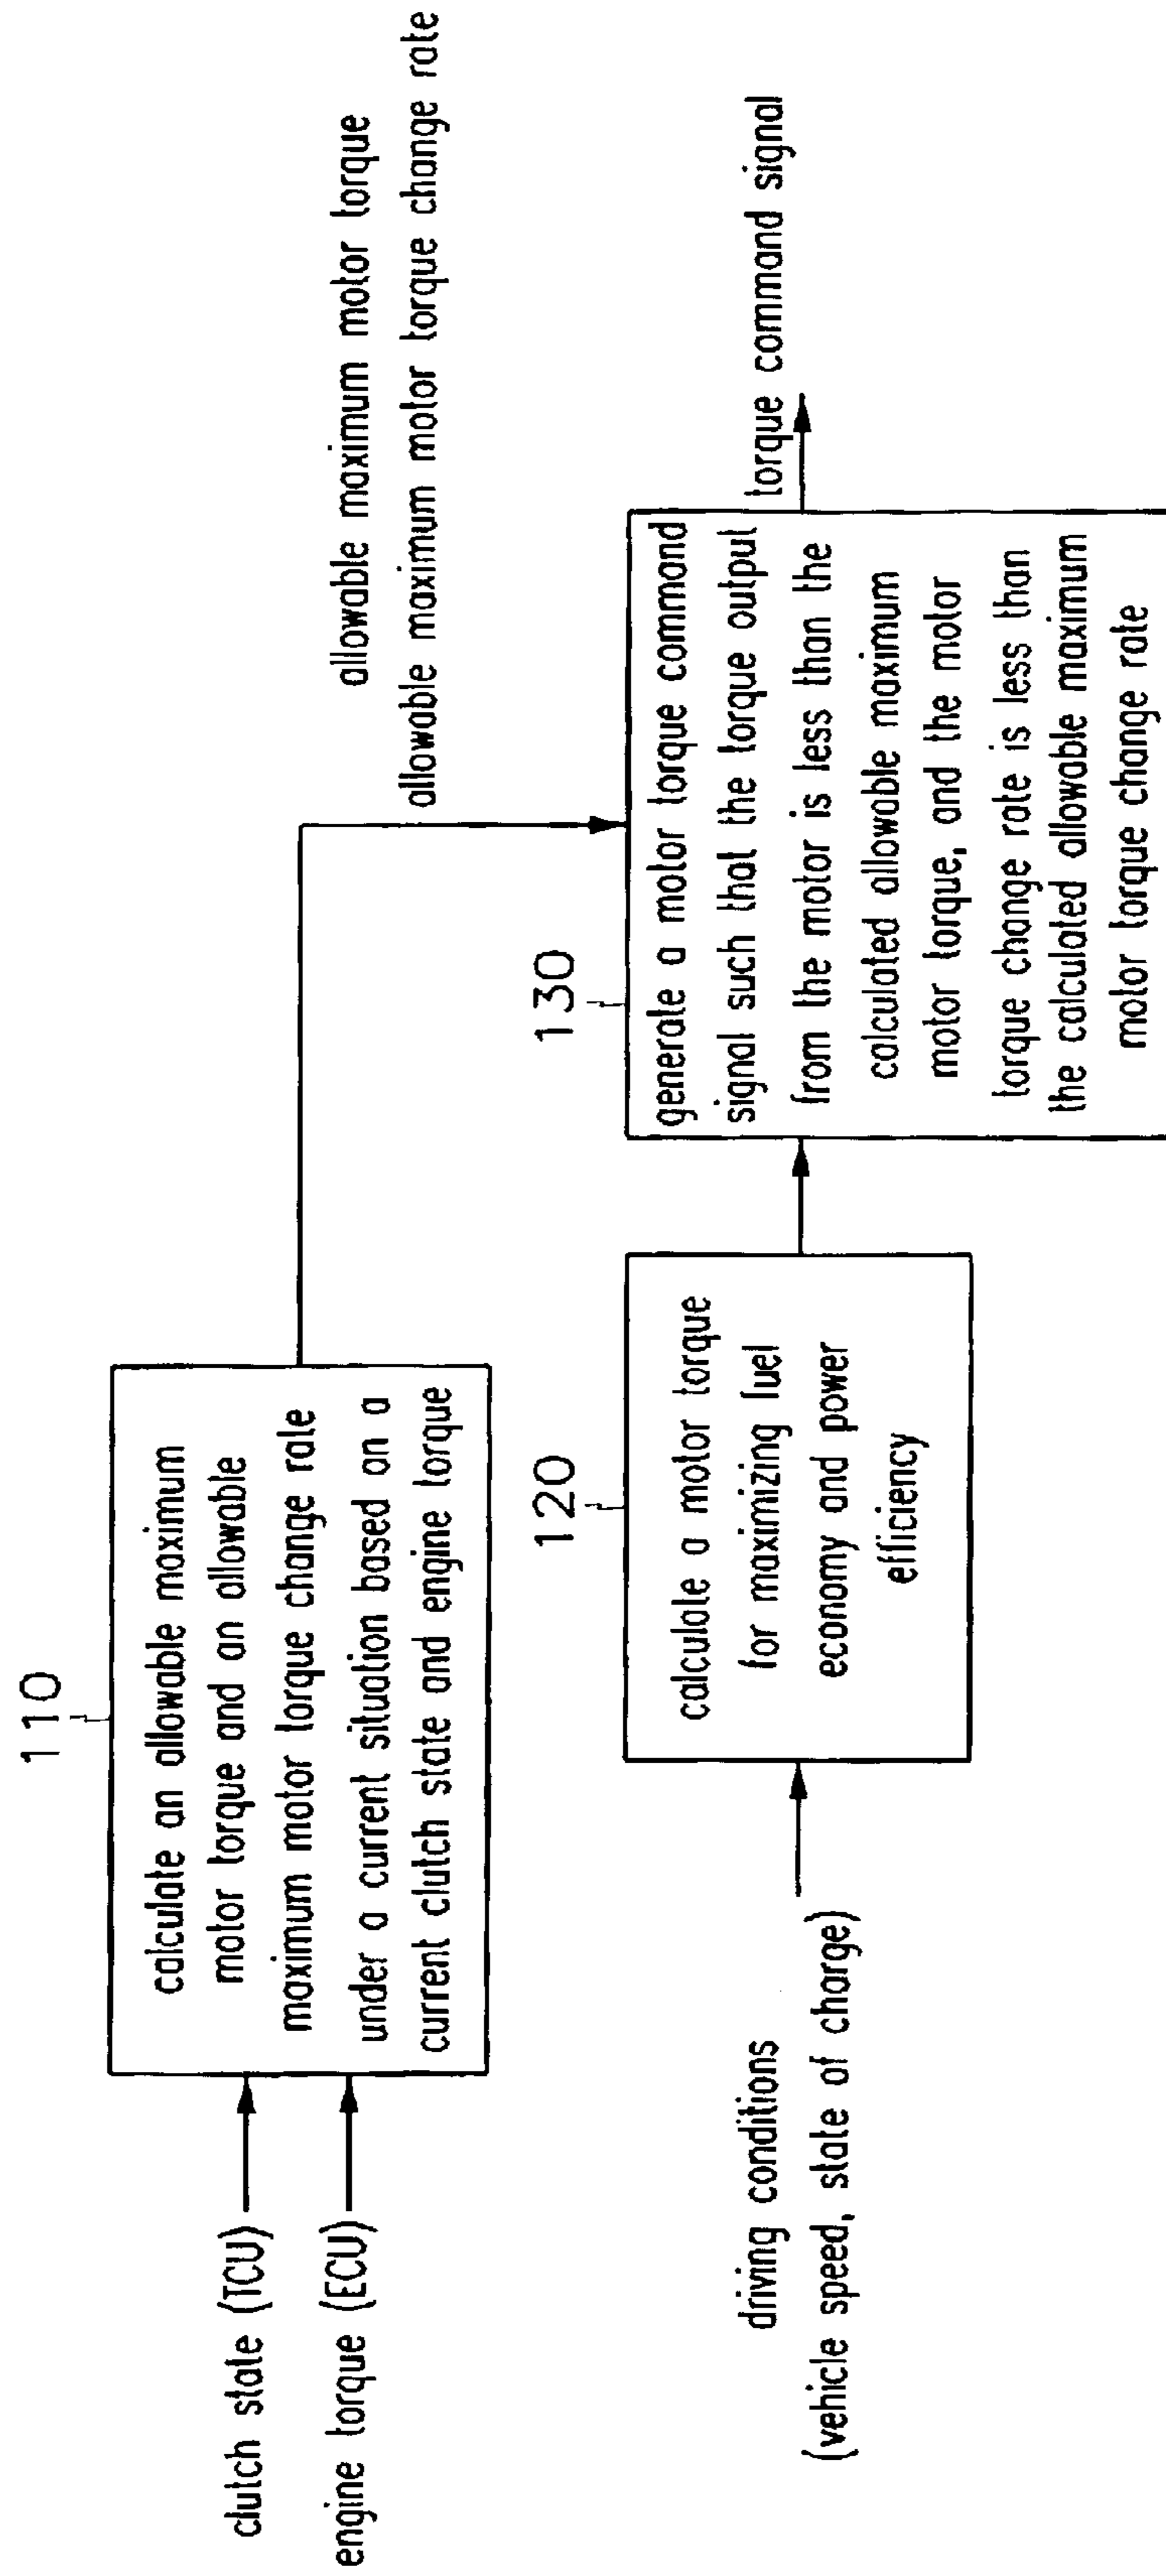 110
clutch state (TCU)
engine torque (ECU)
calculate an allowable maximum
motor torque and an allowable
maximum motor torque change rate
under a current situation based on a
current clutch state and engine torque
allowable maximum motor torque
allowable maximum motor torque change rate
driving conditions
(vehicle speed, state of charge)
120
calculate a motor torque
for maximizing fuel
economy and power
efficiency
130
generate a motor torque command
signal such that the torque output
from the motor is less than the
calculated allowable maximum
motor torque, and the motor
torque change rate is less than
the calculated allowable maximum
motor torque change rate
torque command signal